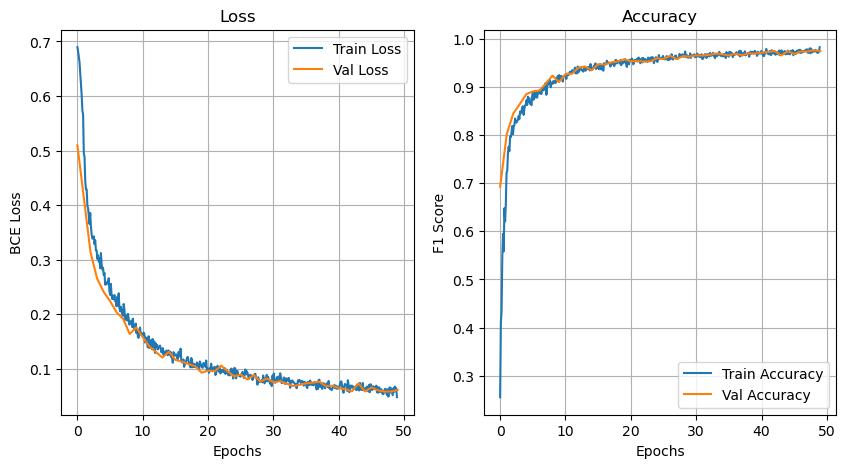 Loss
0.7
0.6
0.5
0.4
0.3
0.2
0.1
BCE Loss
0 10 20 30 40 50
Epochs
Train Loss
Val Loss
Accuracy
1.0
0.9
0.8
0.7
0.6
0.5
0.4
0.3
F1 Score
0 10 20 30 40 50
Epochs
Train Accuracy
Val Accuracy